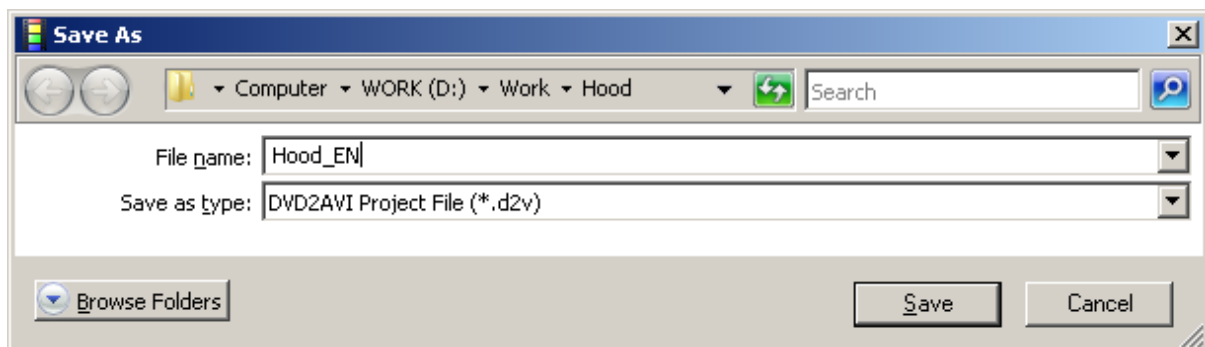 Save As
Computer WORK (D:) Work Hood Search
File name: Hood_EN
Save as type: DVD2AVI Project File (*.d2v)
Browse Folders Save Cancel